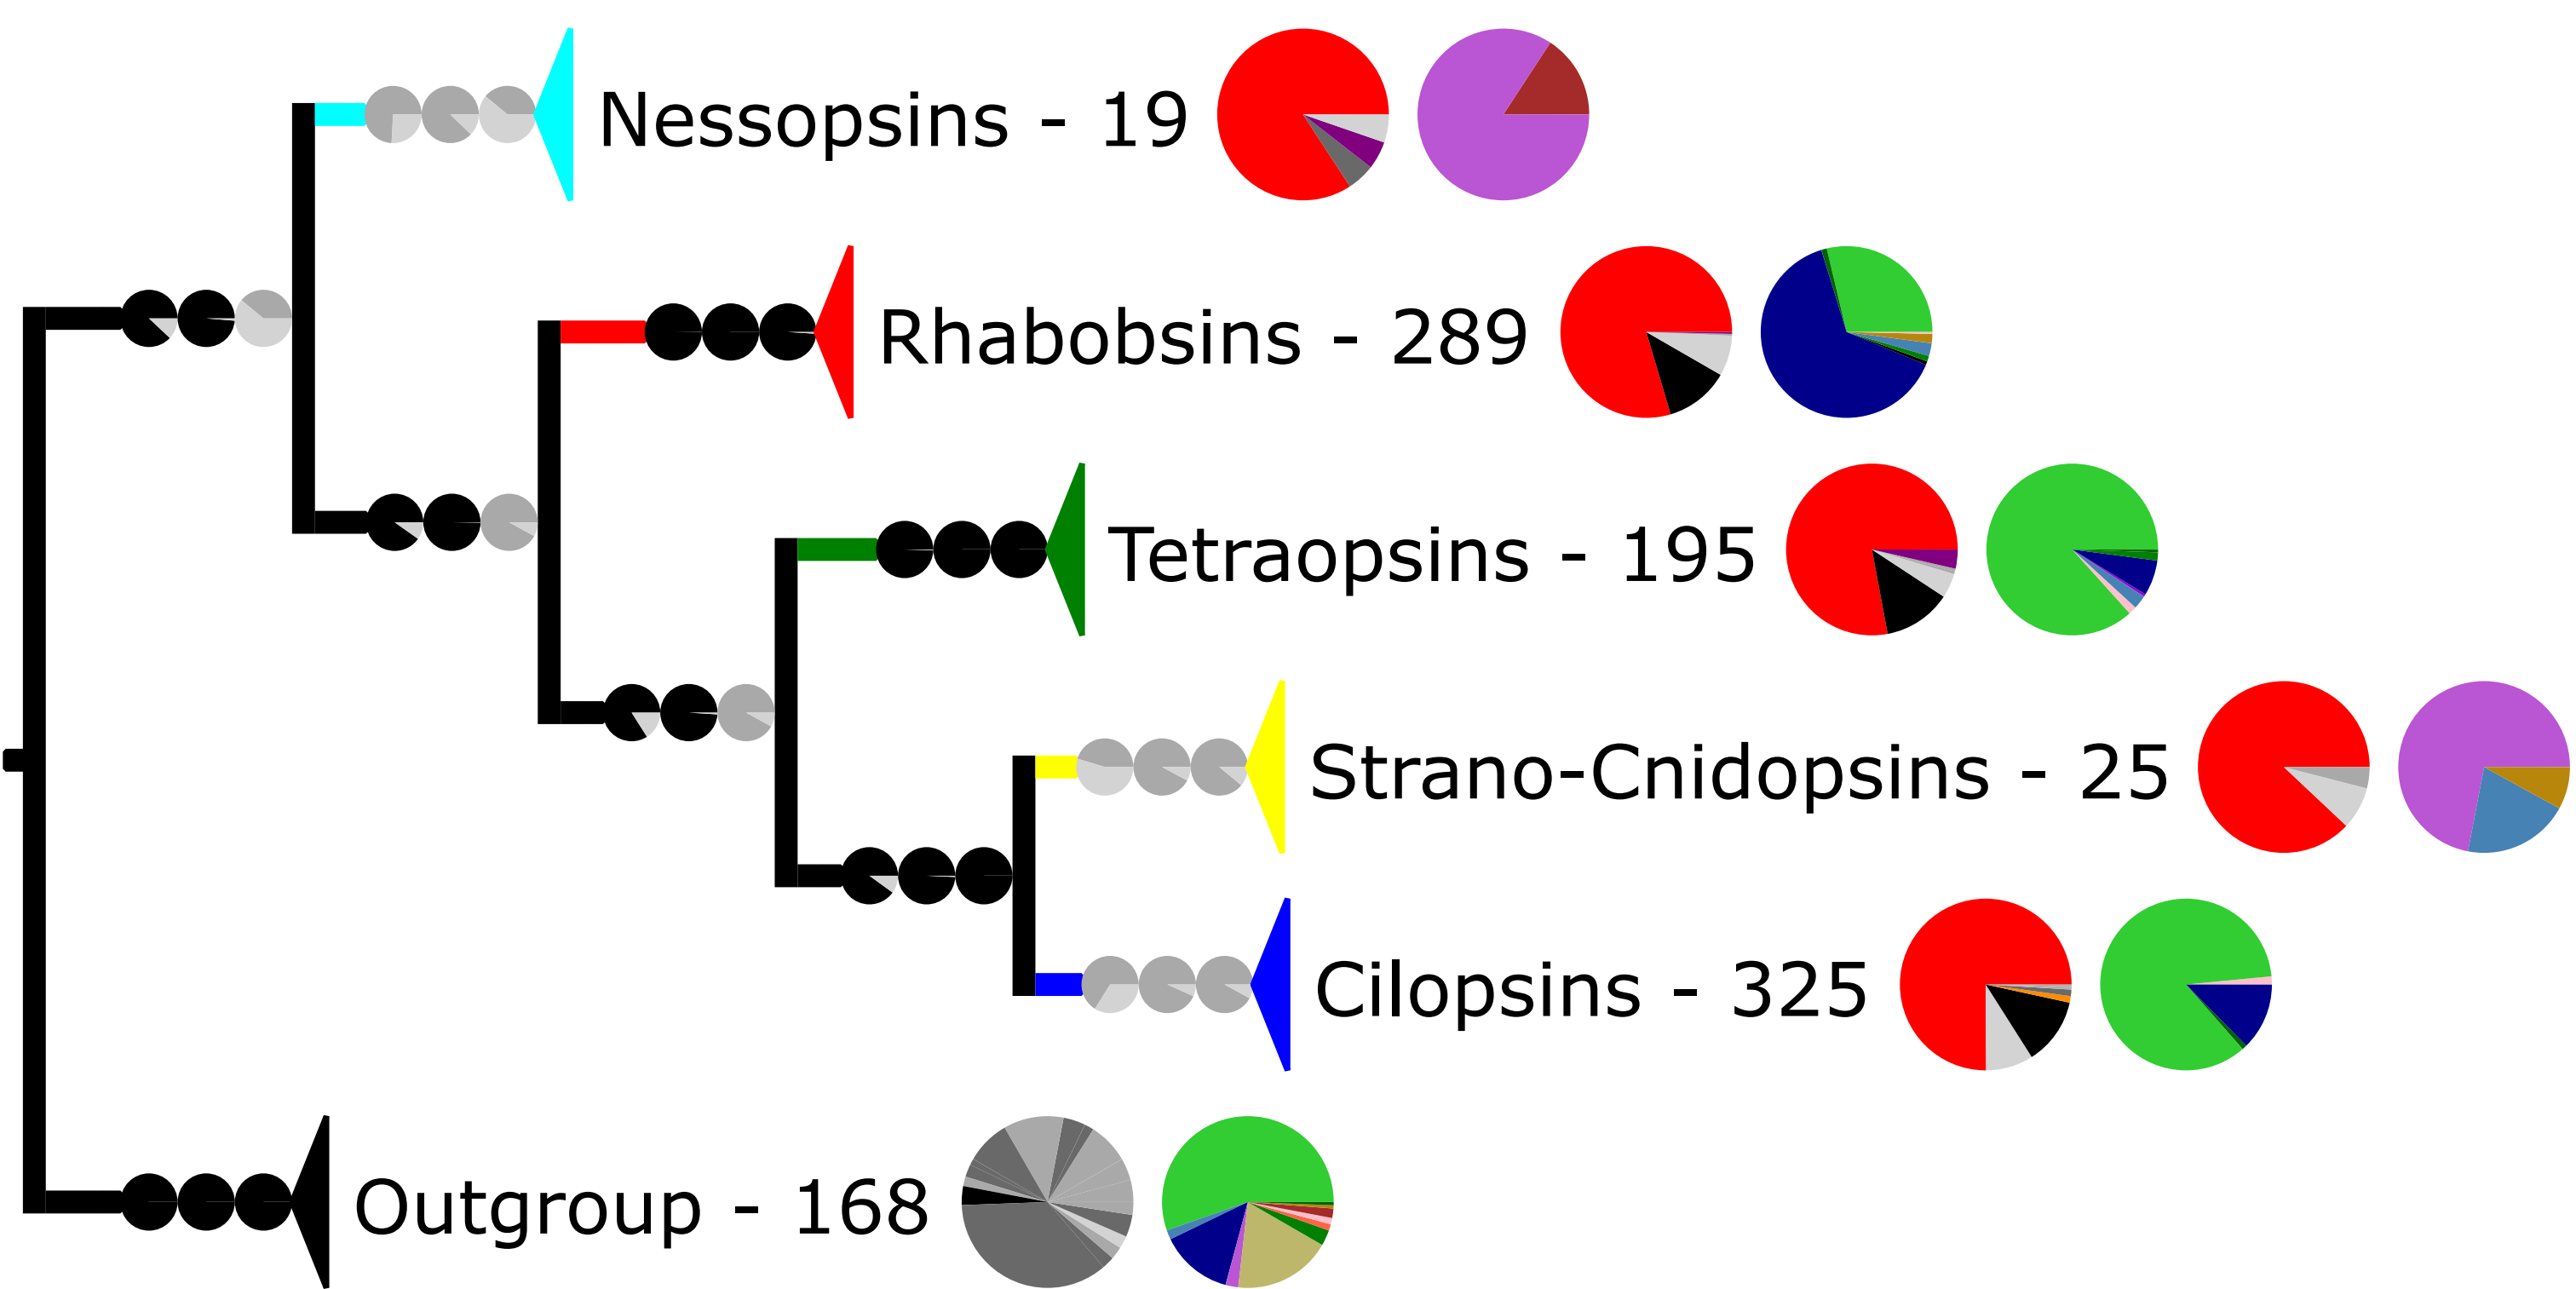 Nessopsins - 19
Rhabobsins - 289
Tetraopsins - 195
Strano-Cnidopsins - 25
Cilopsins - 325
Outgroup - 168